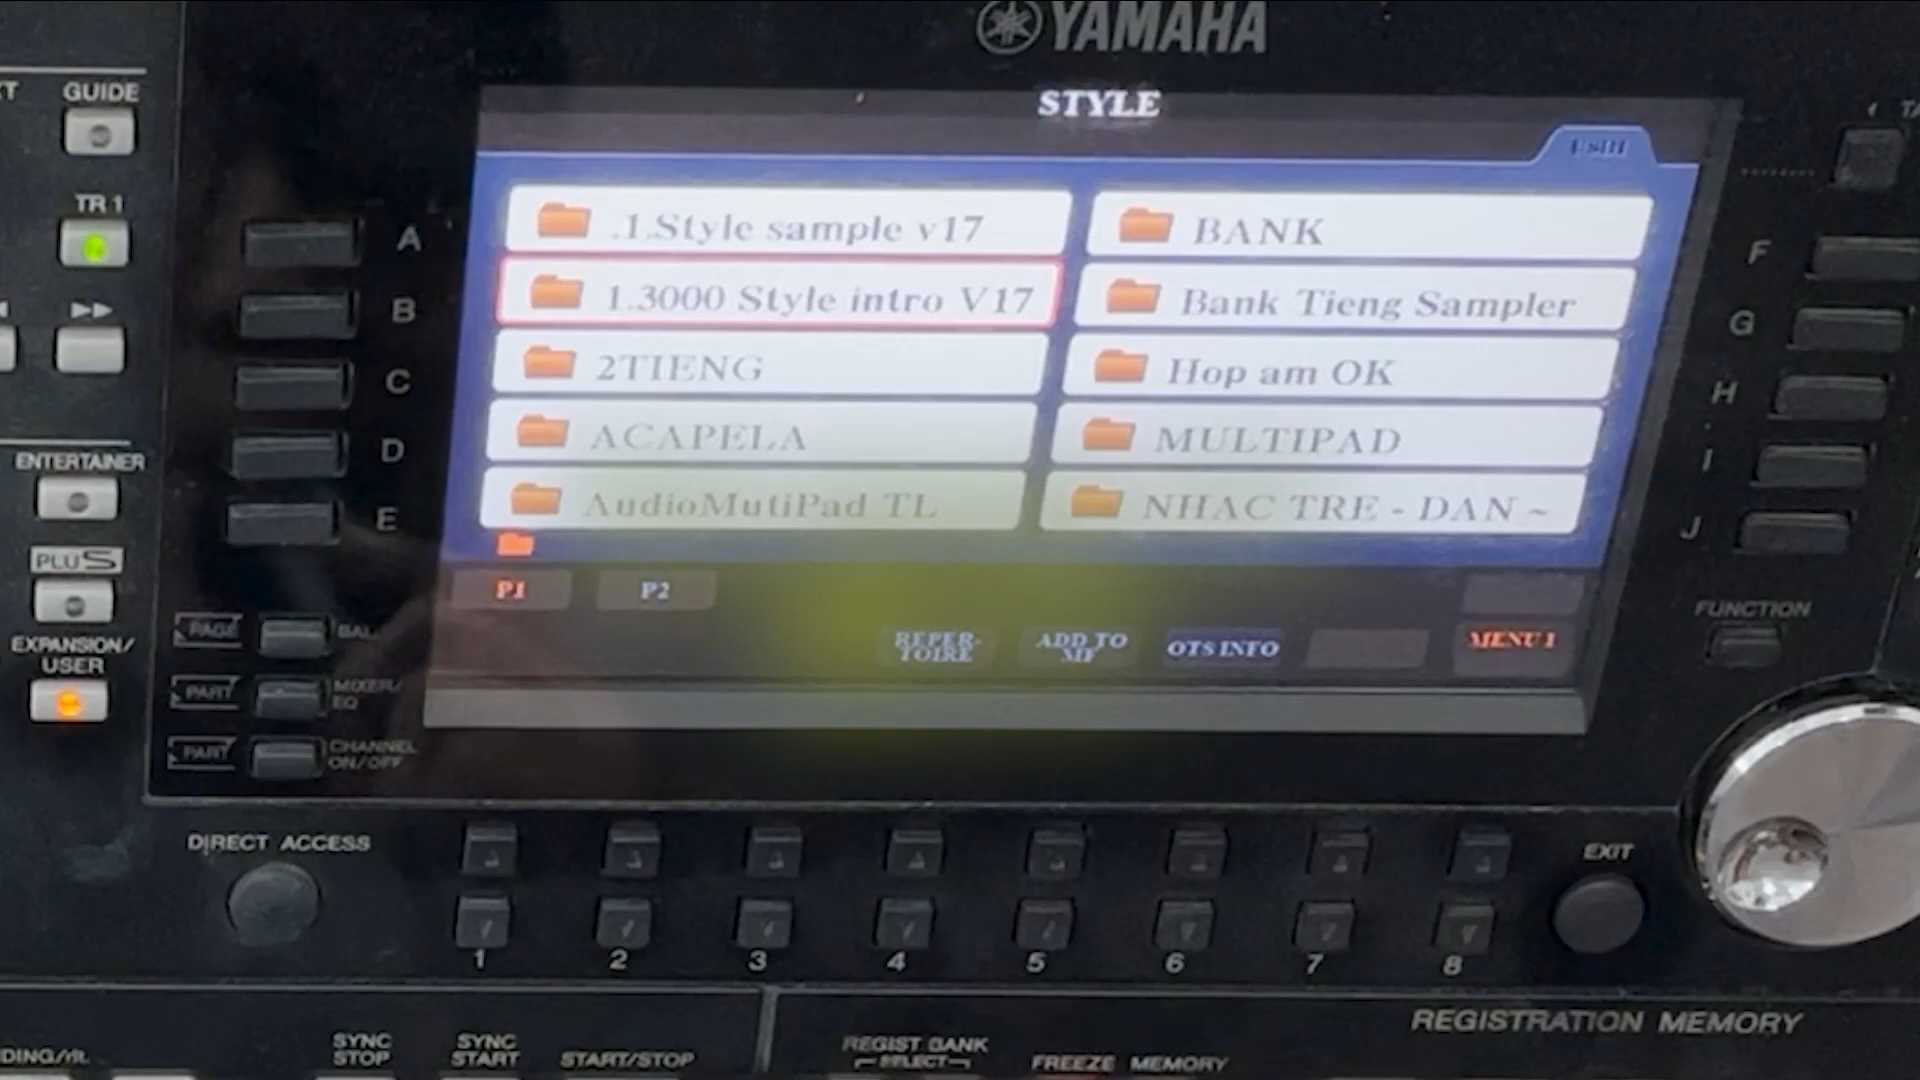 YAMAHA
GUIDE
TR 1
ENTERTAINER
PLUS
EXPANSION/
USER
STYLE
USB1
.1.Style sample v17
BANK
1.3000 Style intro V17
Bank Tieng Sampler
2TIENG
Hop am OK
ACAPELA
MULTIPAD
AudioMutiPad TL
NHAC TRE - DAN ~
P1
P2
REPER-
TOIRE
ADD TO
MF
OTS INFO
MENU 1
A
B
C
D
E
F
G
H
I
J
PAGE
BAL
PART
MIXER/
EQ
PART
CHANNEL
ON/OFF
FUNCTION
DIRECT ACCESS
EXIT
1
2
3
4
5
6
7
8
REGISTRATION MEMORY
SYNC
STOP
SYNC
START
START/STOP
REGIST BANK
SELECT
FREEZE
MEMORY